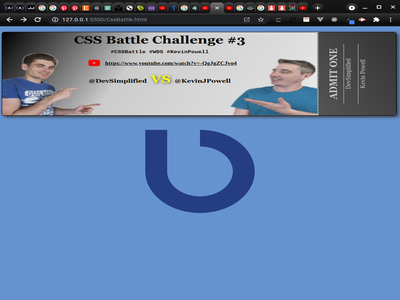 127.0.0.1:5500/CssBattle.html
CSS Battle Challenge #3
#CSSBattle #WDS #KevinPowell
https://www.youtube.com/watch?v=-QgJgZCJvo4
@DevSimplified VS @KevinJPowell
ADMIT ONE
DevSimplified
Kevin Powell